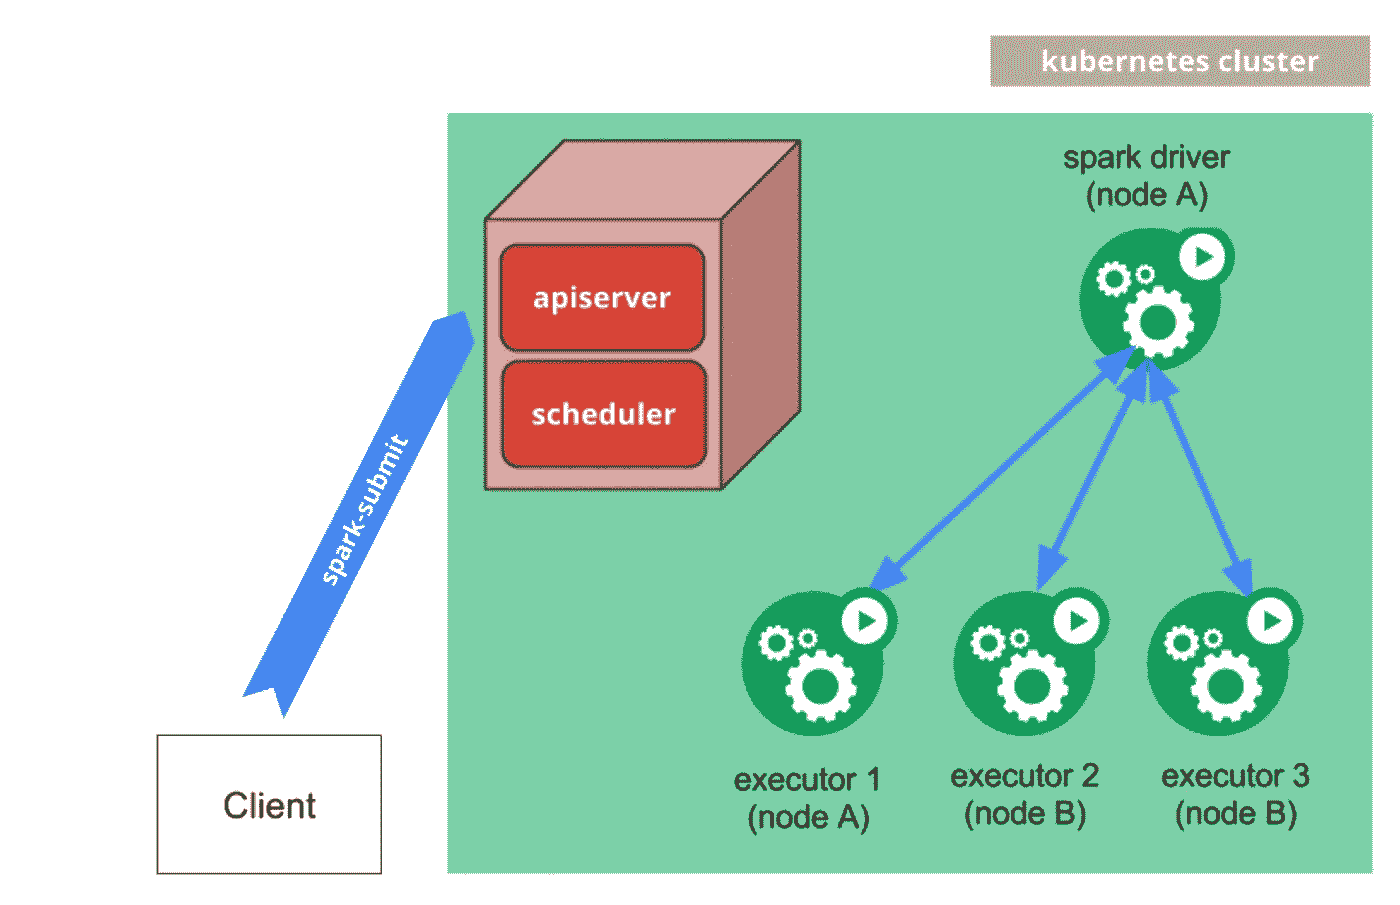 kubernetes cluster
spark driver
(node A)
apiserver
scheduler
spark-submit
Client
executor 1
(node A)
executor 2
(node B)
executor 3
(node B)